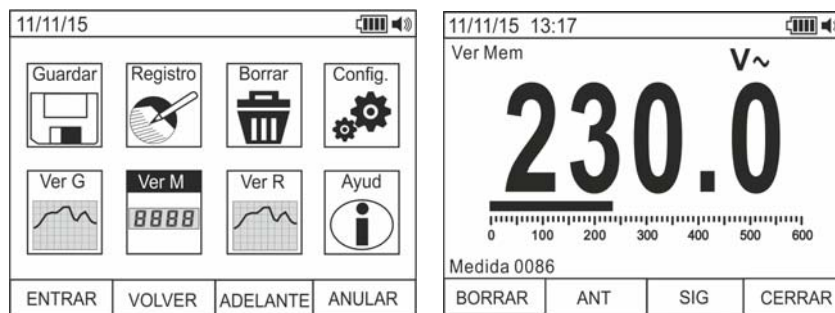 11/11/15
Guardar Registro Borrar Config.
Ver G Ver M Ver R Ayud
8888
ENTRAR VOLVER ADELANTE ANULAR
11/11/15 13:17
Ver Mem V~
230.0
0 100 200 300 400 500 600
Medida 0086
BORRAR ANT SIG CERRAR